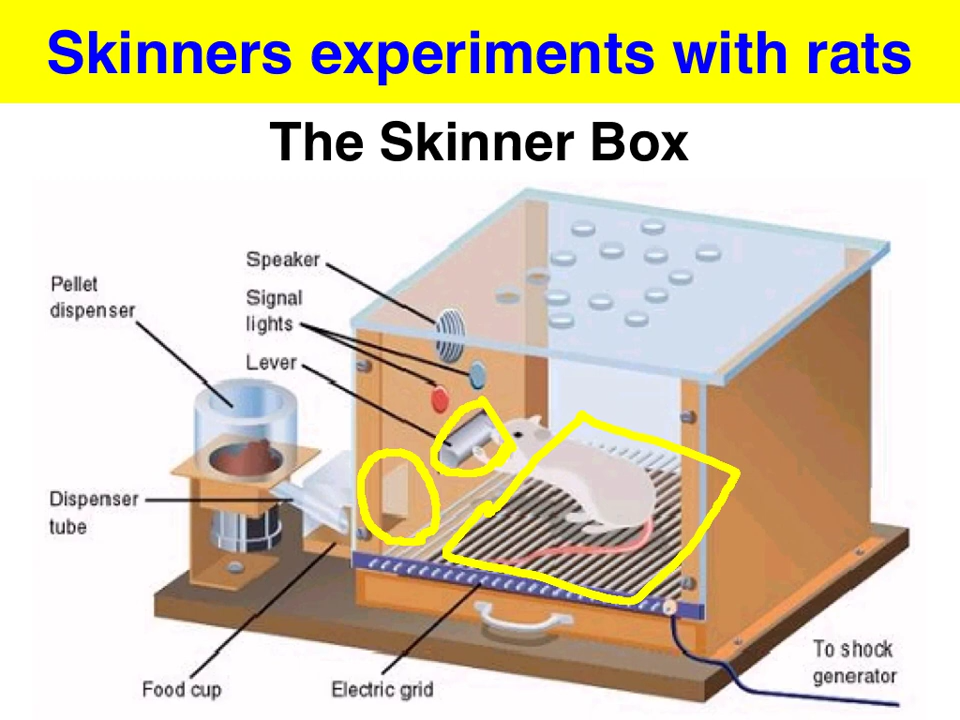 Skinners experiments with rats
The Skinner Box
Speaker
Pellet
dispenser
Signal
lights
Lever
Dispenser
tube
To shock
generator
Food cup
Electric grid